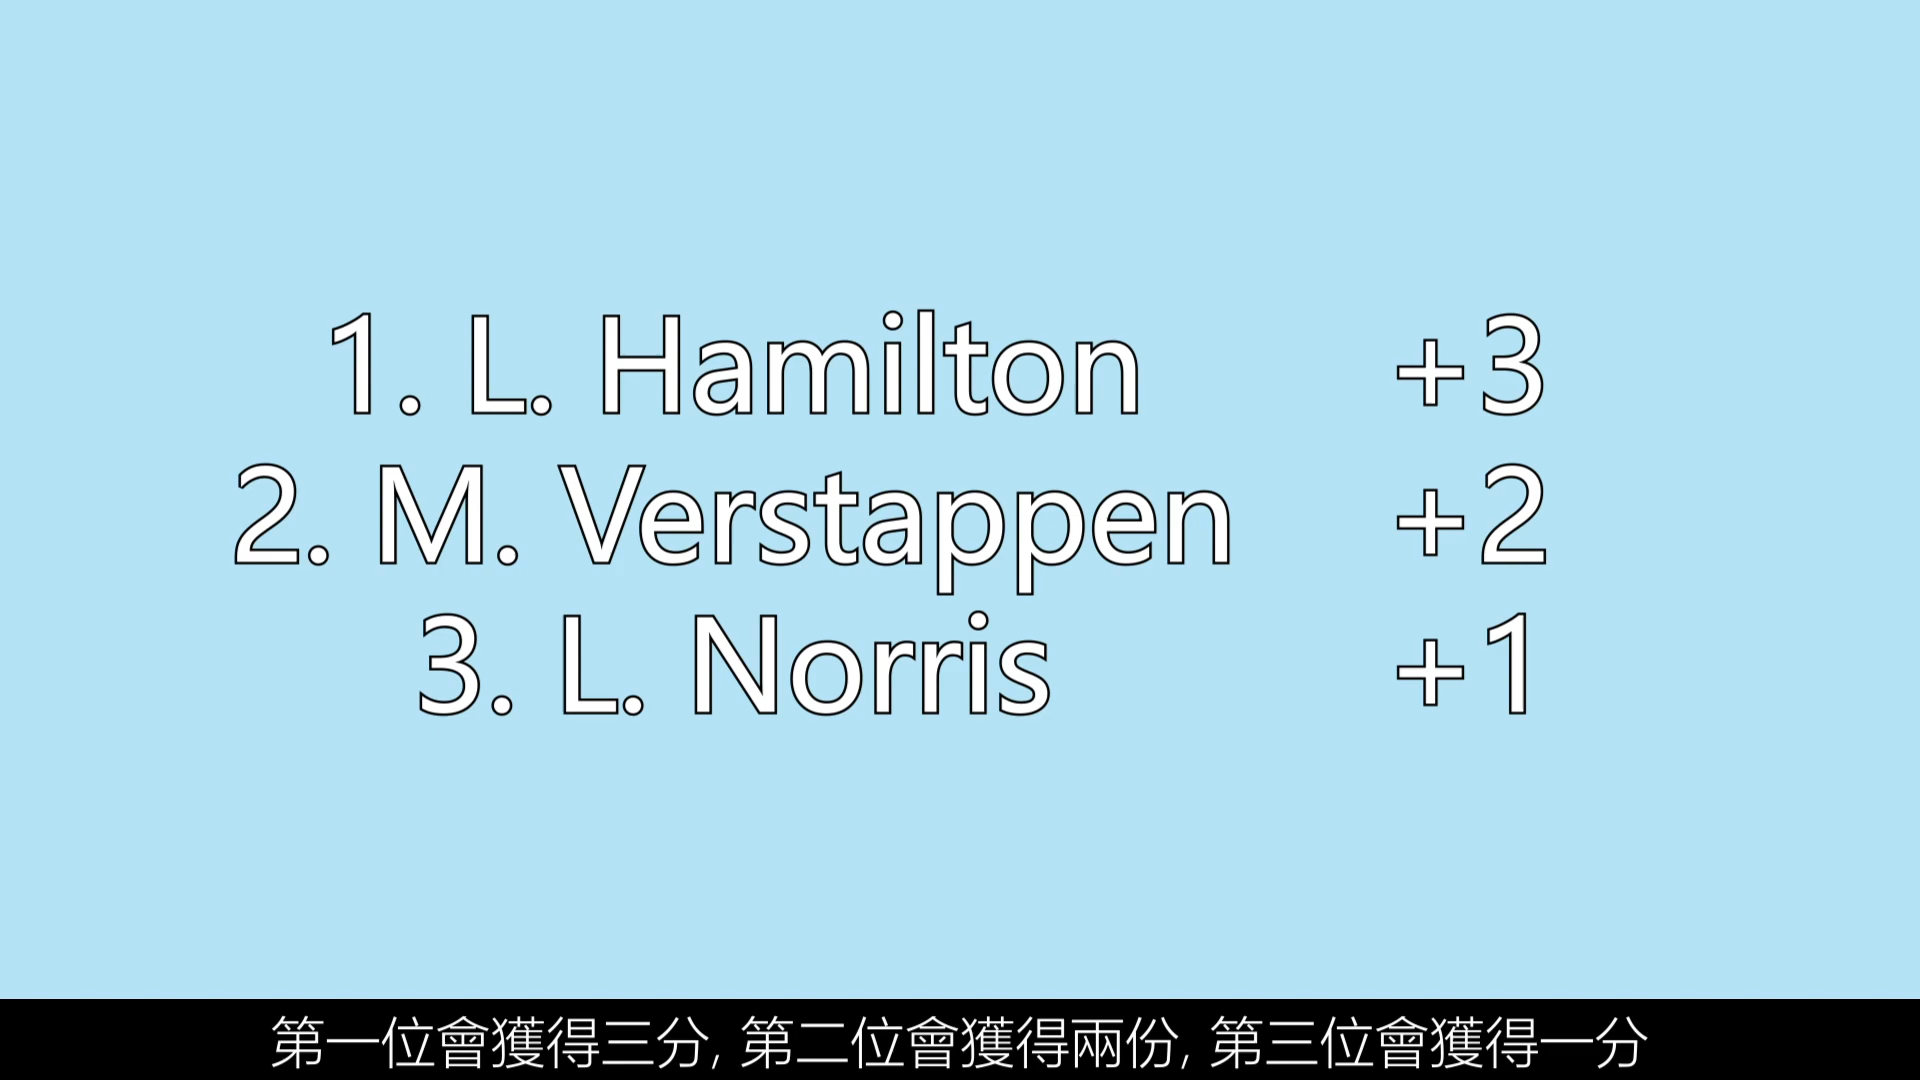 1. L. Hamilton +3
2. M. Verstappen +2
3. L. Norris +1
第一位會獲得三分, 第二位會獲得兩份, 第三位會獲得一分